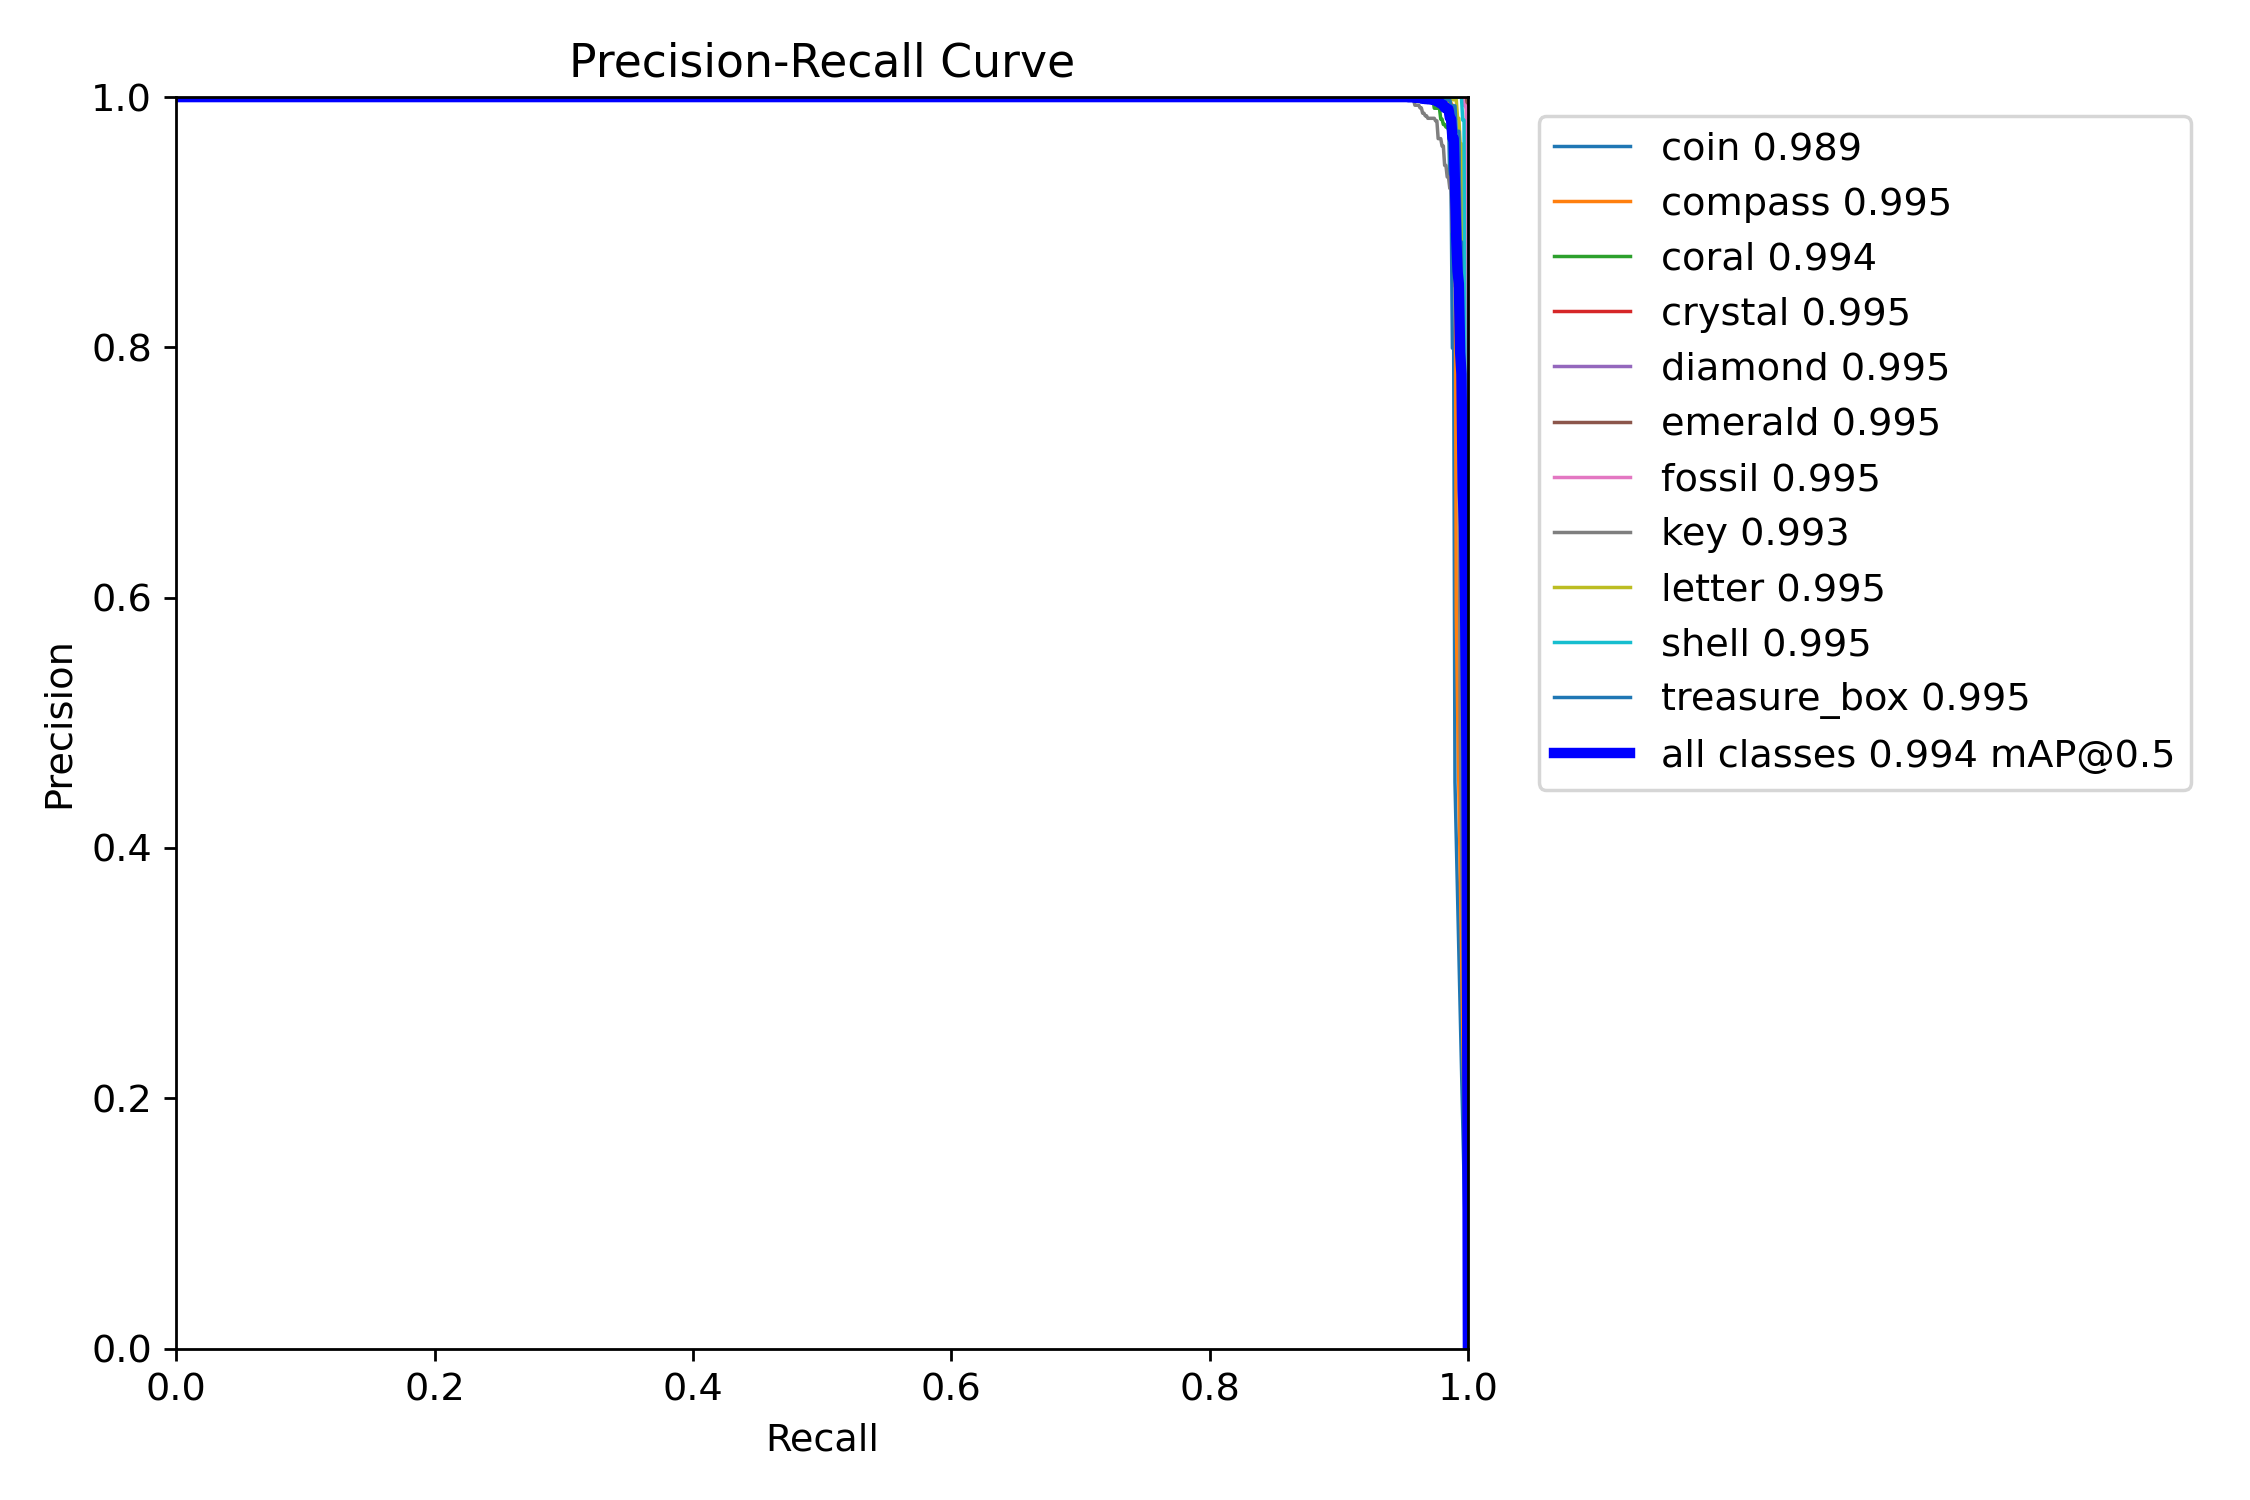 Precision-Recall Curve
1.0
0.8
0.6
0.4
0.2
0.0
Precision
0.0 0.2 0.4 0.6 0.8 1.0
Recall
coin 0.989
compass 0.995
coral 0.994
crystal 0.995
diamond 0.995
emerald 0.995
fossil 0.995
key 0.993
letter 0.995
shell 0.995
treasure_box 0.995
all classes 0.994 mAP@0.5